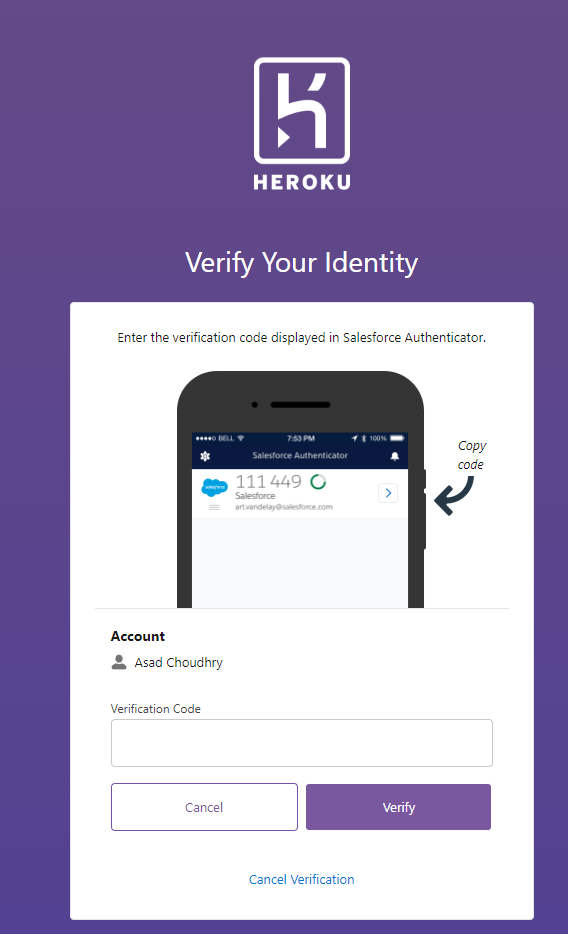 HEROKU
Verify Your Identity
Enter the verification code displayed in Salesforce Authenticator.
BELL 7:53 PM 100%
Salesforce Authenticator
111 449
salesforce
Salesforce
art.vandelay@salesforce.com
Copy
code
Account
Asad Choudhry
Verification Code
Cancel Verify
Cancel Verification